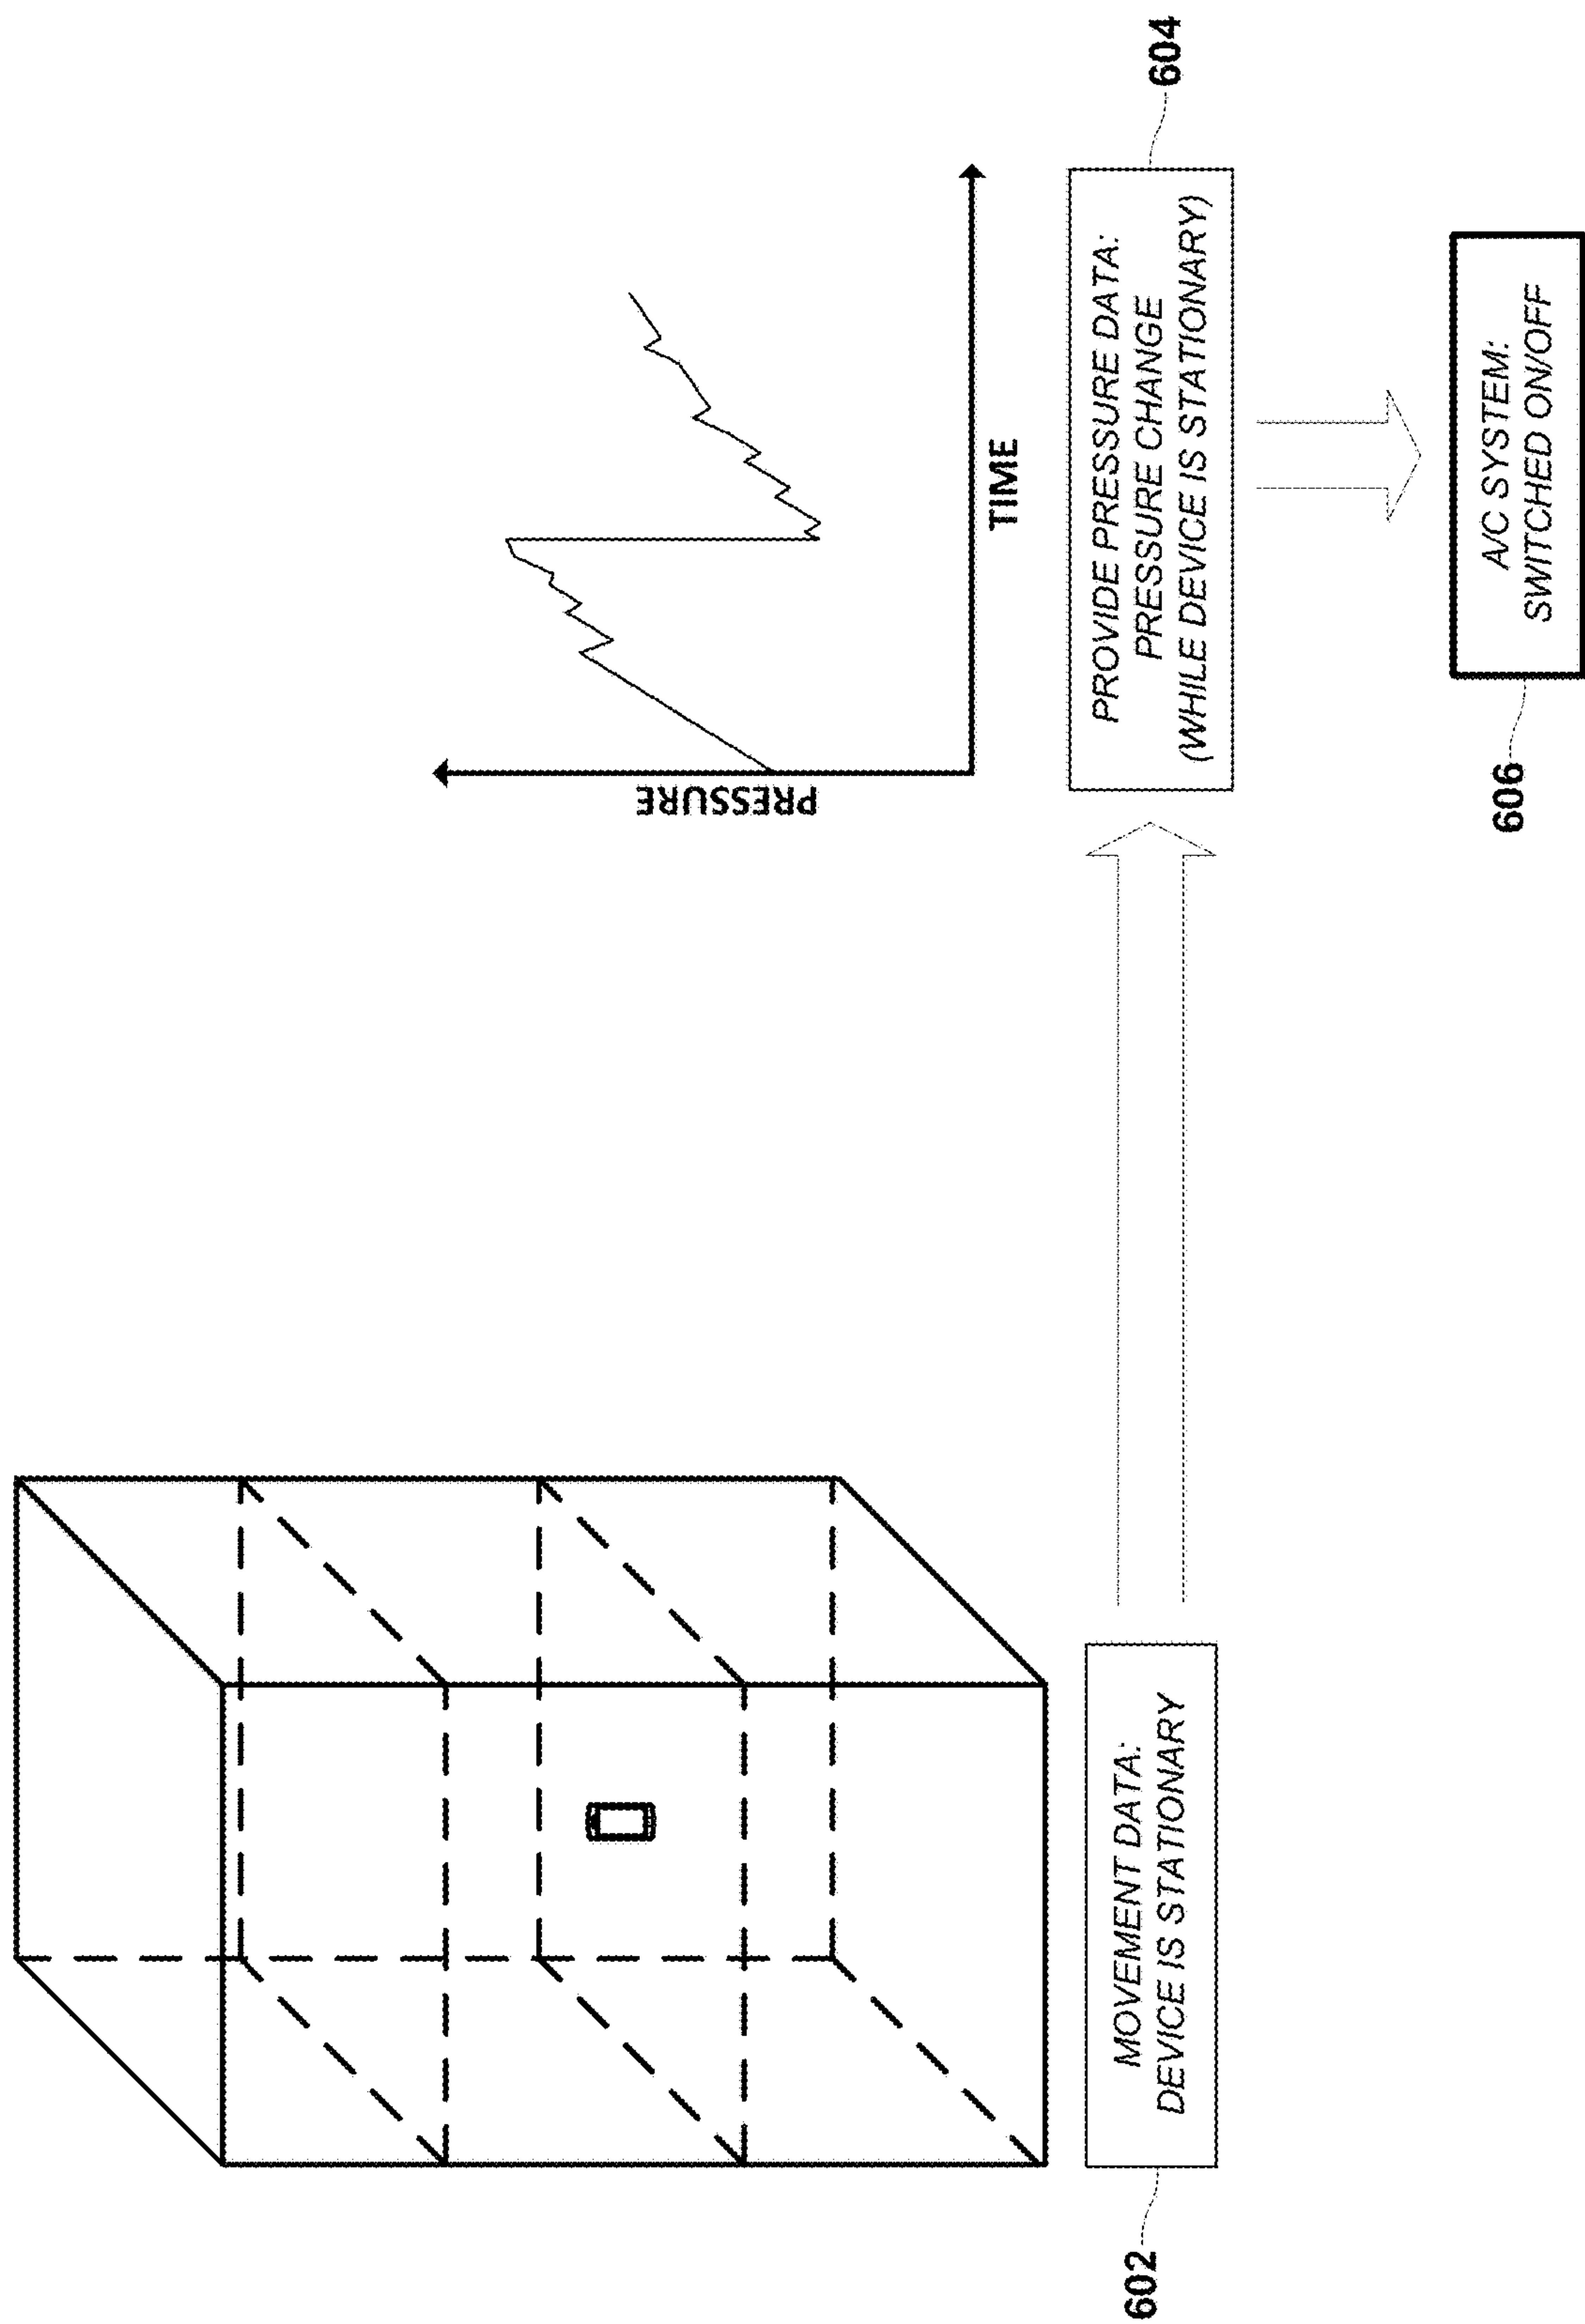 PRESSURE
TIME
MOVEMENT DATA:
DEVICE IS STATIONARY
602
PROVIDE PRESSURE DATA:
PRESSURE CHANGE
(WHILE DEVICE IS STATIONARY)
604
A/C SYSTEM:
SWITCHED ON/OFF
606